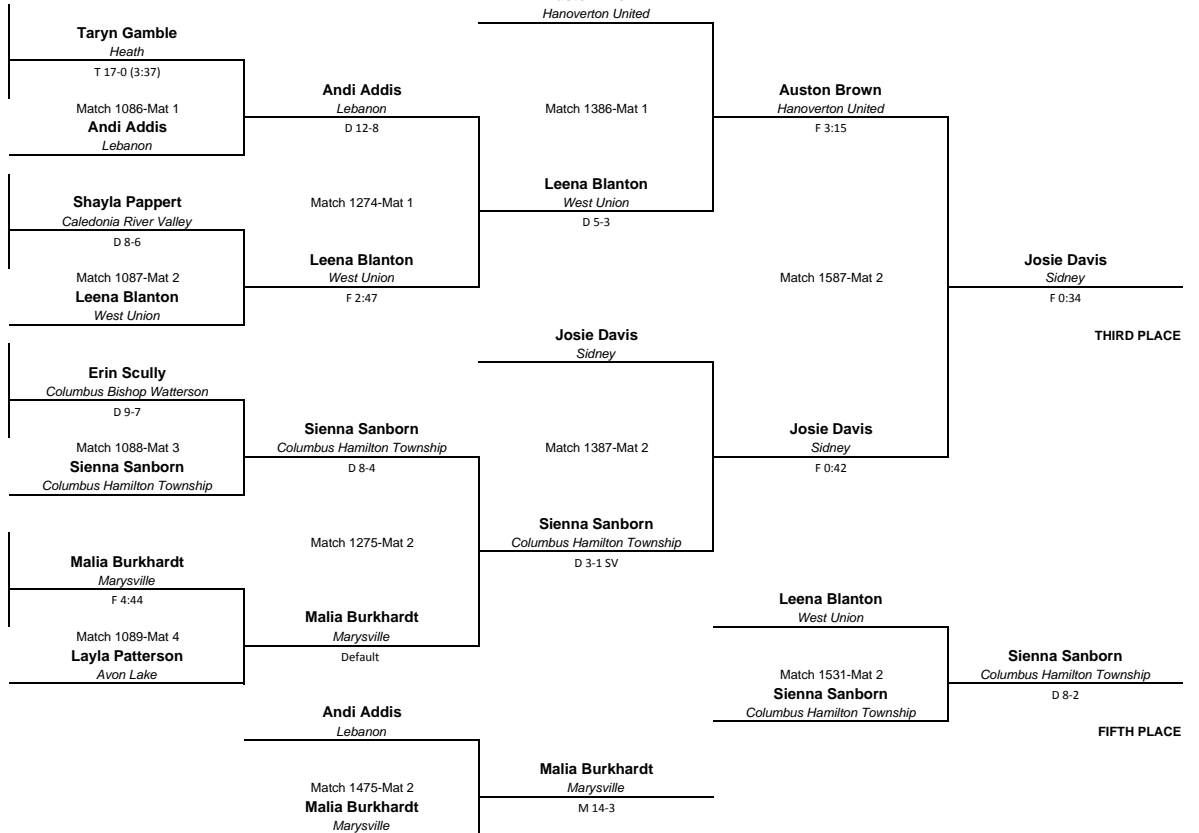 Hanoverton United
Taryn Gamble
Heath
T 17-0 (3:37)
Match 1086-Mat 1
Andi Addis
Lebanon
Andi Addis
Lebanon
D 12-8
Match 1386-Mat 1
Auston Brown
Hanoverton United
F 3:15
Shayla Pappert
Caledonia River Valley
D 8-6
Match 1274-Mat 1
Leena Blanton
West Union
D 5-3
Match 1087-Mat 2
Leena Blanton
West Union
Leena Blanton
West Union
F 2:47
Match 1587-Mat 2
Josie Davis
Sidney
F 0:34
THIRD PLACE
Josie Davis
Sidney
Erin Scully
Columbus Bishop Watterson
D 9-7
Match 1088-Mat 3
Sienna Sanborn
Columbus Hamilton Township
Sienna Sanborn
Columbus Hamilton Township
D 8-4
Match 1387-Mat 2
Josie Davis
Sidney
F 0:42
Match 1275-Mat 2
Sienna Sanborn
Columbus Hamilton Township
D 3-1 SV
Malia Burkhardt
Marysville
F 4:44
Match 1089-Mat 4
Layla Patterson
Avon Lake
Malia Burkhardt
Marysville
Default
Leena Blanton
West Union
Match 1531-Mat 2
Sienna Sanborn
Columbus Hamilton Township
Sienna Sanborn
Columbus Hamilton Township
D 8-2
FIFTH PLACE
Andi Addis
Lebanon
Match 1475-Mat 2
Malia Burkhardt
Marysville
Malia Burkhardt
Marysville
M 14-3